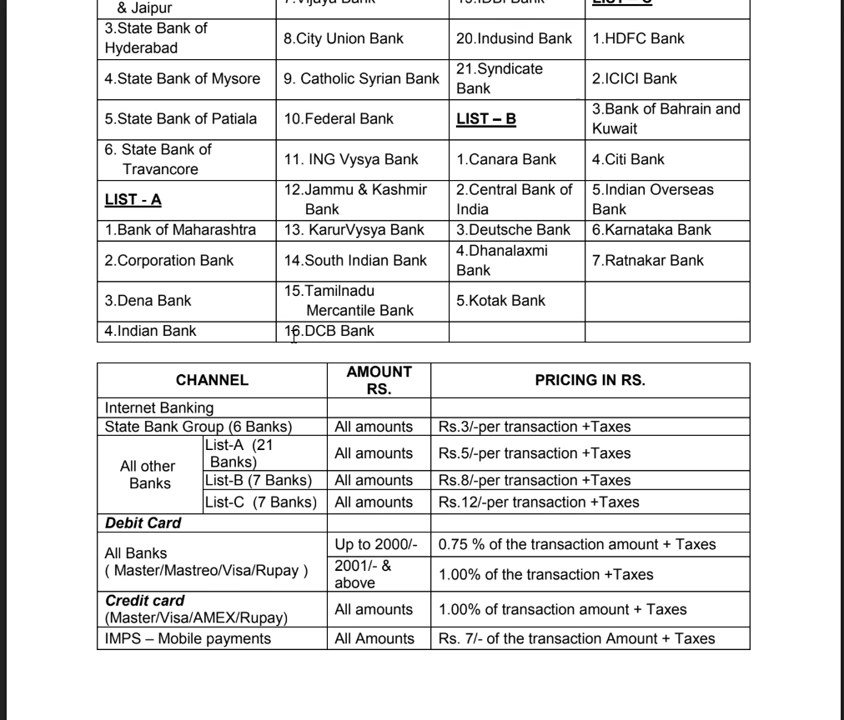 & Jaipur
7.Vijaya Bank
19.IDBI Bank
3.State Bank of
Hyderabad
8.City Union Bank
20.Indusind Bank
1.HDFC Bank
4.State Bank of Mysore
9. Catholic Syrian Bank
21.Syndicate
Bank
2.ICICI Bank
5.State Bank of Patiala
10.Federal Bank
LIST – B
3.Bank of Bahrain and
Kuwait
6. State Bank of
Travancore
11. ING Vysya Bank
1.Canara Bank
4.Citi Bank
LIST - A
12.Jammu & Kashmir
Bank
2.Central Bank of
India
5.Indian Overseas
Bank
1.Bank of Maharashtra
13. KarurVysya Bank
3.Deutsche Bank
6.Karnataka Bank
2.Corporation Bank
14.South Indian Bank
4.Dhanalaxmi
Bank
7.Ratnakar Bank
3.Dena Bank
15.Tamilnadu
Mercantile Bank
5.Kotak Bank
4.Indian Bank
16.DCB Bank
CHANNEL
AMOUNT
RS.
PRICING IN RS.
Internet Banking
State Bank Group (6 Banks)
All amounts
Rs.3/-per transaction +Taxes
All other
Banks
List-A (21
Banks)
All amounts
Rs.5/-per transaction +Taxes
List-B (7 Banks)
All amounts
Rs.8/-per transaction +Taxes
List-C (7 Banks)
All amounts
Rs.12/-per transaction +Taxes
Debit Card
All Banks
( Master/Mastreo/Visa/Rupay )
Up to 2000/-
0.75 % of the transaction amount + Taxes
2001/- &
above
1.00% of the transaction +Taxes
Credit card
(Master/Visa/AMEX/Rupay)
All amounts
1.00% of transaction amount + Taxes
IMPS – Mobile payments
All Amounts
Rs. 7/- of the transaction Amount + Taxes